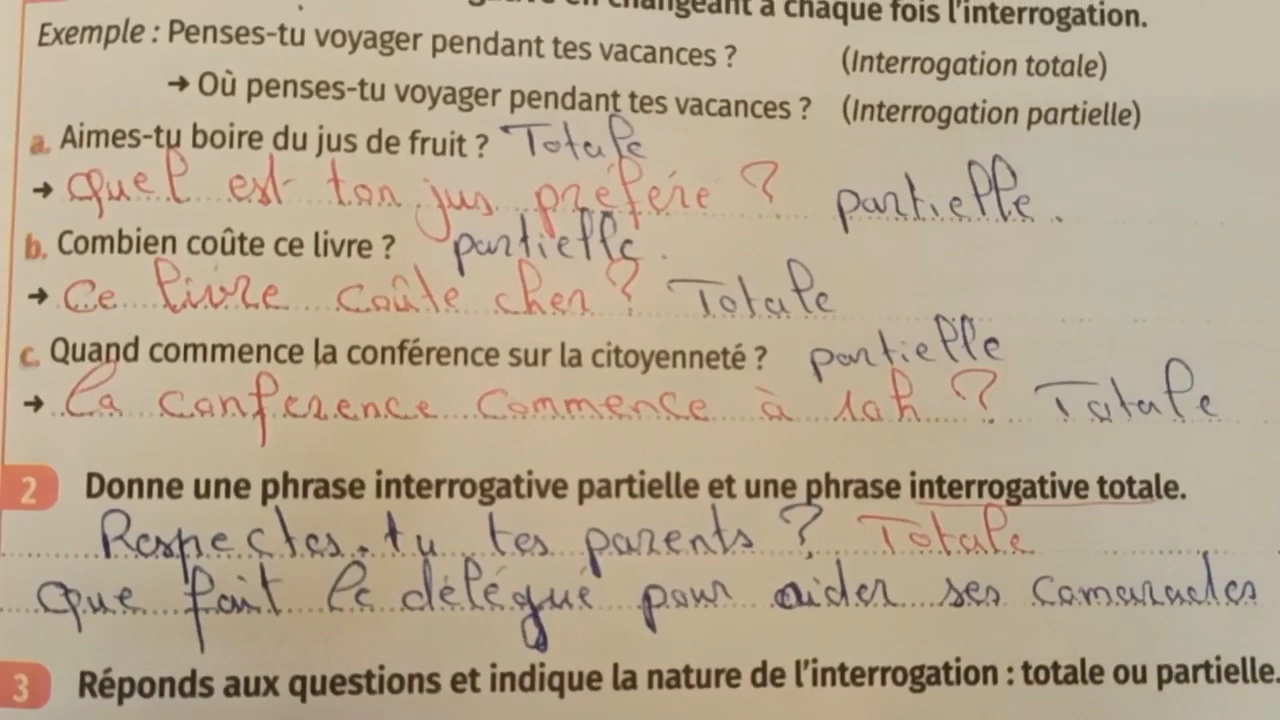 changeant à chaque fois l'interrogation.
Exemple : Penses-tu voyager pendant tes vacances ? (Interrogation totale)
→ Où penses-tu voyager pendant tes vacances ? (Interrogation partielle)
a. Aimes-tu boire du jus de fruit ? Totale
→ quel est ton jus préféré ? partielle.
b. Combien coûte ce livre ? partielle.
→ Ce livre coûte cher ? Totale
c. Quand commence la conférence sur la citoyenneté ? partielle
→ la conference commence à 10h ? Totale
2 Donne une phrase interrogative partielle et une phrase interrogative totale.
Respectes-tu tes parents ? Totale
que fait le délégué pour aider ses camarades
3 Réponds aux questions et indique la nature de l'interrogation : totale ou partielle.